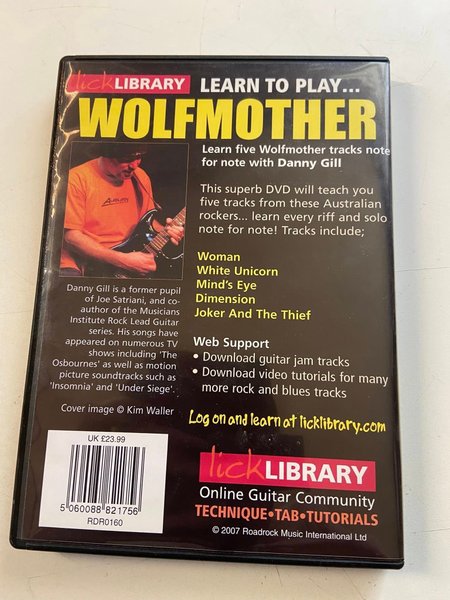 lickLIBRARY LEARN TO PLAY...
WOLFMOTHER
Learn five Wolfmother tracks note
for note with Danny Gill
This superb DVD will teach you
five tracks from these Australian
rockers... learn every riff and solo
note for note! Tracks include;
Woman
White Unicorn
Mind's Eye
Dimension
Joker And The Thief
AUBURN
Danny Gill is a former pupil
of Joe Satriani, and co-
author of the Musicians
Institute Rock Lead Guitar
series. His songs have
appeared on numerous TV
shows including 'The
Osbournes' as well as motion
picture soundtracks such as
'Insomnia' and 'Under Siege'.
Cover image © Kim Waller
Web Support
• Download guitar jam tracks
• Download video tutorials for many
more rock and blues tracks
Log on and learn at licklibrary.com
UK £23.99
5 060088 821756
RDR0160
lickLIBRARY
Online Guitar Community
TECHNIQUE•TAB•TUTORIALS
© 2007 Roadrock Music International Ltd